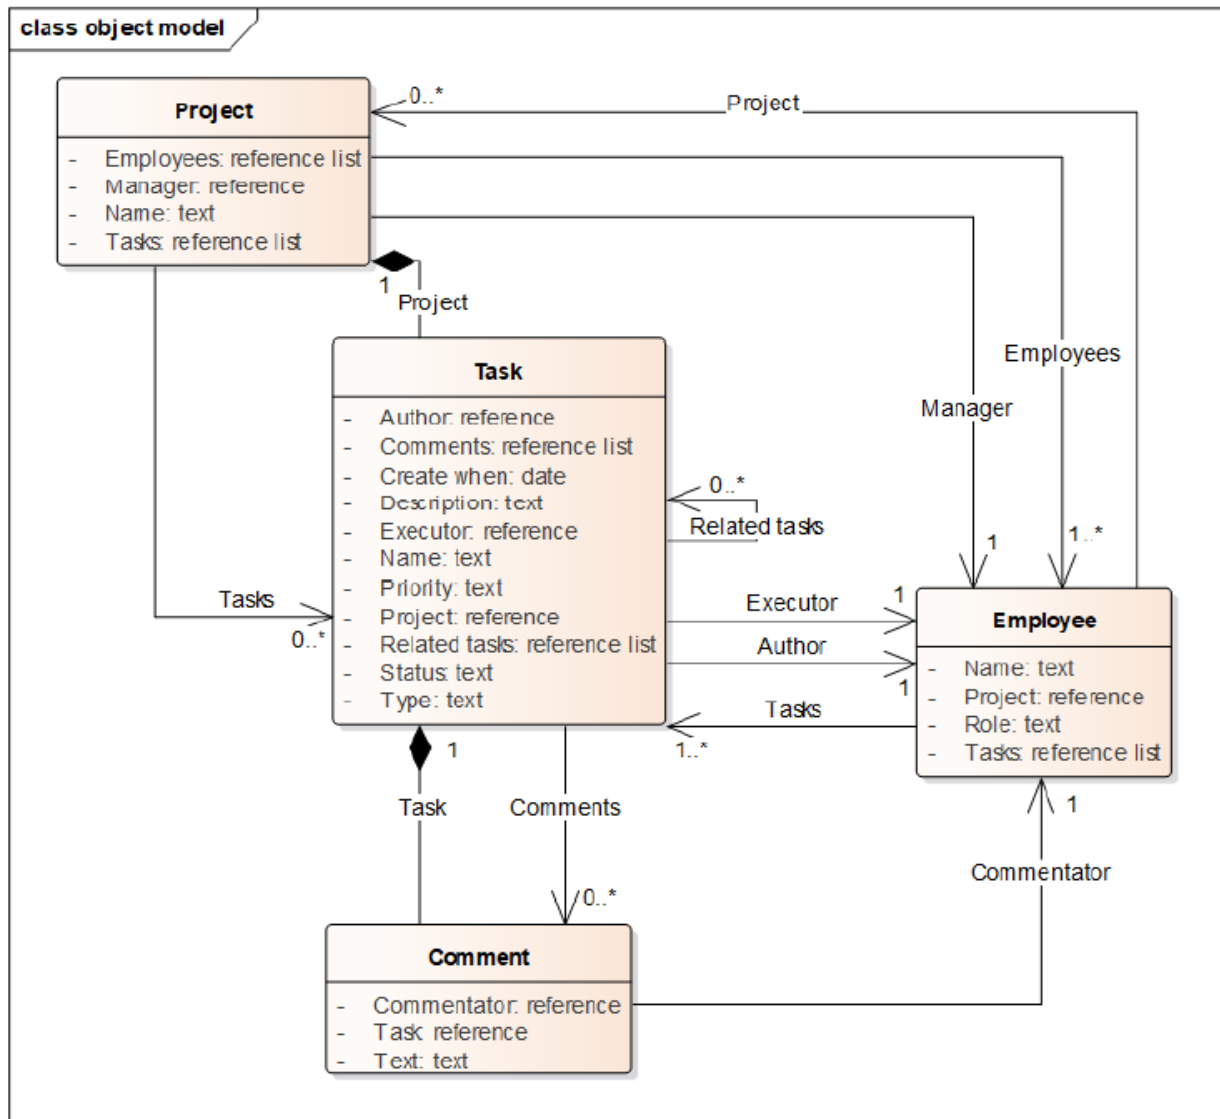 class object model
Project
- Employees: reference list
- Manager: reference
- Name: text
- Tasks: reference list
0..*
Project
1
Project
Employees
Manager
Task
- Author: reference
- Comments: reference list
- Create when: date
- Description: text
- Executor: reference
- Name: text
- Priority: text
- Project: reference
- Related tasks: reference list
- Status: text
- Type: text
0..*
Related tasks
1
1..*
Tasks
0..*
Executor
1
Author
1
Tasks
1..*
Employee
- Name: text
- Project: reference
- Role: text
- Tasks: reference list
1
Task
Comments
0..*
1
Commentator
Comment
- Commentator: reference
- Task: reference
- Text: text